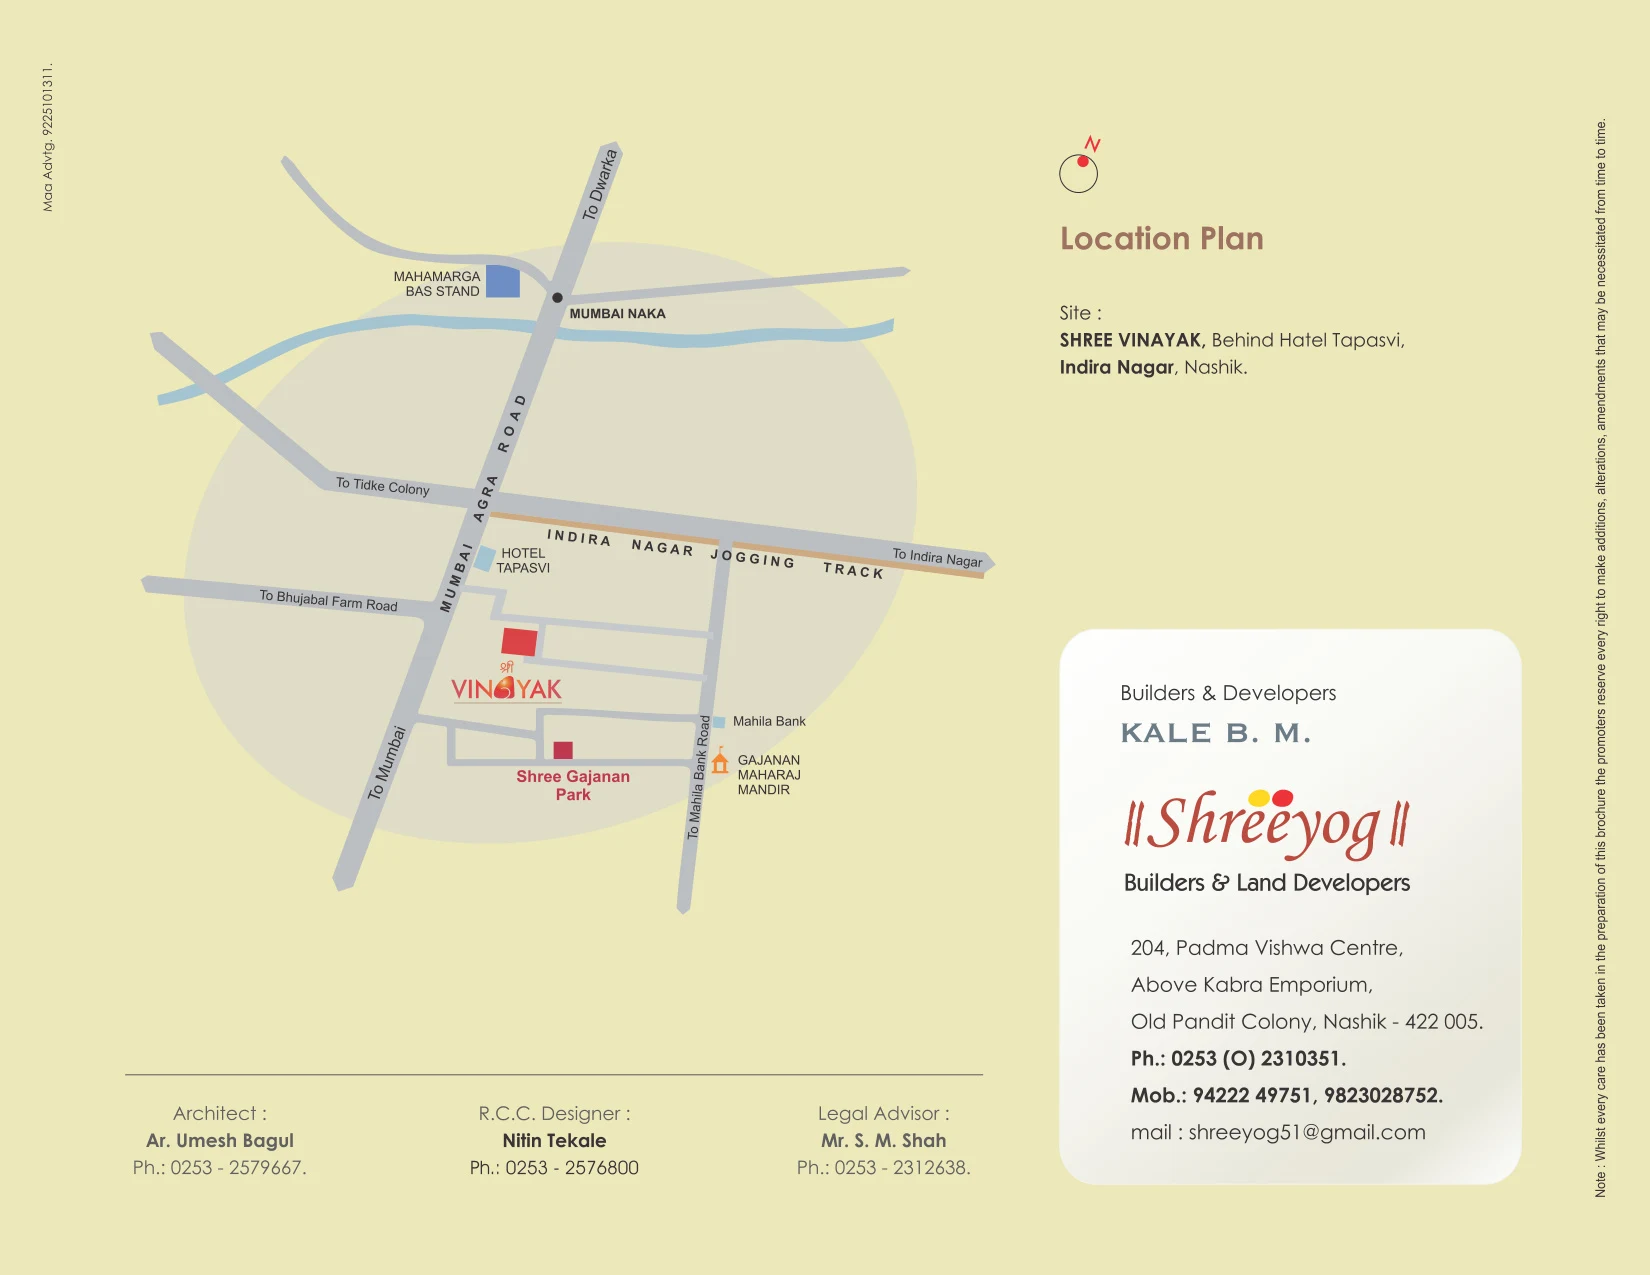 Maa Advtg. 9225101311.
N
Location Plan
Site :
SHREE VINAYAK, Behind Hatel Tapasvi,
Indira Nagar, Nashik.
To Dwarka
MAHAMARGA
BAS STAND
MUMBAI NAKA
MUMBAI AGRA ROAD
To Tidke Colony
INDIRA NAGAR JOGGING TRACK
To Indira Nagar
HOTEL
TAPASVI
To Bhujabal Farm Road
श्री
VINAYAK
To Mumbai
Mahila Bank
To Mahila Bank Road
GAJANAN
MAHARAJ
MANDIR
Shree Gajanan
Park
Builders & Developers
KALE B. M.
॥Shreeyog॥
Builders & Land Developers
204, Padma Vishwa Centre,
Above Kabra Emporium,
Old Pandit Colony, Nashik - 422 005.
Ph.: 0253 (O) 2310351.
Mob.: 94222 49751, 9823028752.
mail : shreeyog51@gmail.com
Architect :
Ar. Umesh Bagul
Ph.: 0253 - 2579667.
R.C.C. Designer :
Nitin Tekale
Ph.: 0253 - 2576800
Legal Advisor :
Mr. S. M. Shah
Ph.: 0253 - 2312638.
Note : Whilst every care has been taken in the preparation of this brochure the promoters reserve every right to make additions, alterations, amendments that may be necessitated from time to time.